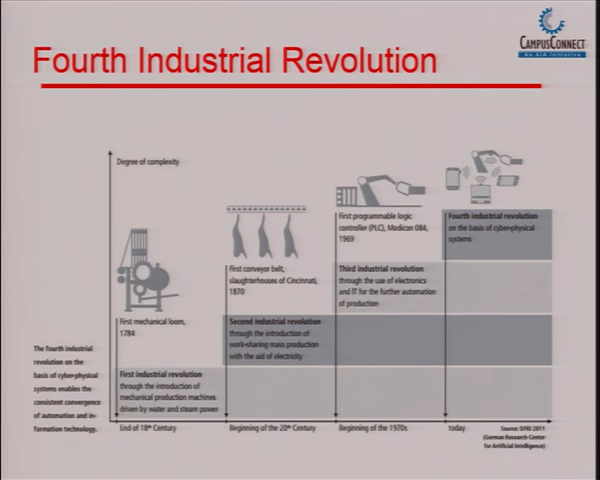 CAMPUSCONNECT
An AIA Initiative
Fourth Industrial Revolution
Degree of complexity
First mechanical loom,
1784
First conveyor belt,
slaughterhouses of Cincinnati,
1870
First programmable logic
controller (PLC), Modicon 084,
1969
Fourth industrial revolution
on the basis of cyber-physical
systems
Third industrial revolution
through the use of electronics
and IT for the further automation
of production
Second industrial revolution
through the introduction of
work-sharing mass production
with the aid of electricity
First industrial revolution
through the introduction of
mechanical production machines
driven by water and steam power
The fourth industrial
revolution on the
basis of cyber-physical
systems enables the
consistent convergence
of automation and in-
formation technology.
End of 18th Century
Beginning of the 20th Century
Beginning of the 1970s
today
Source: DFKI 2011
(German Research Center
for Artificial Intelligence)